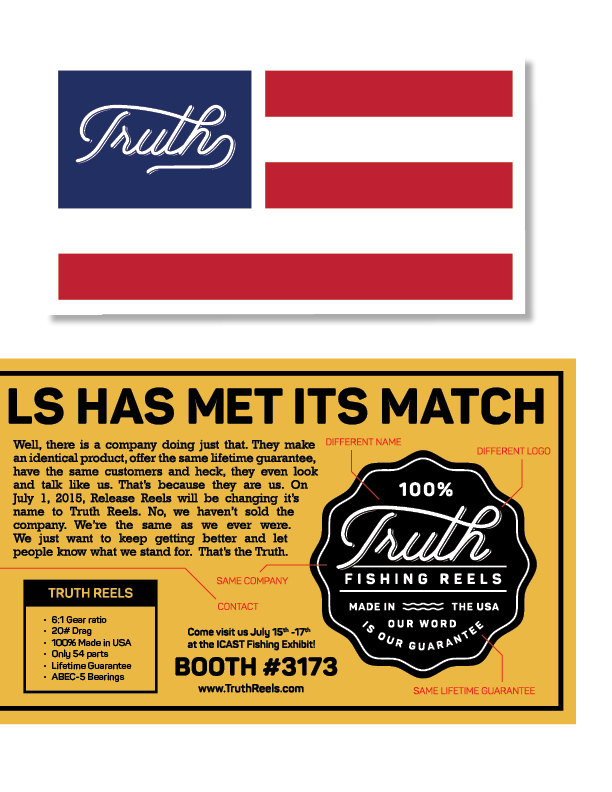 Truth
LS HAS MET ITS MATCH
Well, there is a company doing just that. They make
an identical product, offer the same lifetime guarantee,
have the same customers and heck, they even look
and talk like us. That's because they are us. On
July 1, 2015, Release Reels will be changing it's
name to Truth Reels. No, we haven't sold the
company. We're the same as we ever were.
We just want to keep getting better and let
people know what we stand for. That's the Truth.
DIFFERENT NAME
DIFFERENT LOGO
100%
Truth
FISHING REELS
MADE IN THE USA
OUR WORD
IS OUR GUARANTEE
SAME COMPANY
CONTACT
SAME LIFETIME GUARANTEE
TRUTH REELS
• 6:1 Gear ratio
• 20# Drag
• 100% Made in USA
• Only 54 parts
• Lifetime Guarantee
• ABEC-5 Bearings
Come visit us July 15th -17th
at the ICAST Fishing Exhibit!
BOOTH #3173
www.TruthReels.com